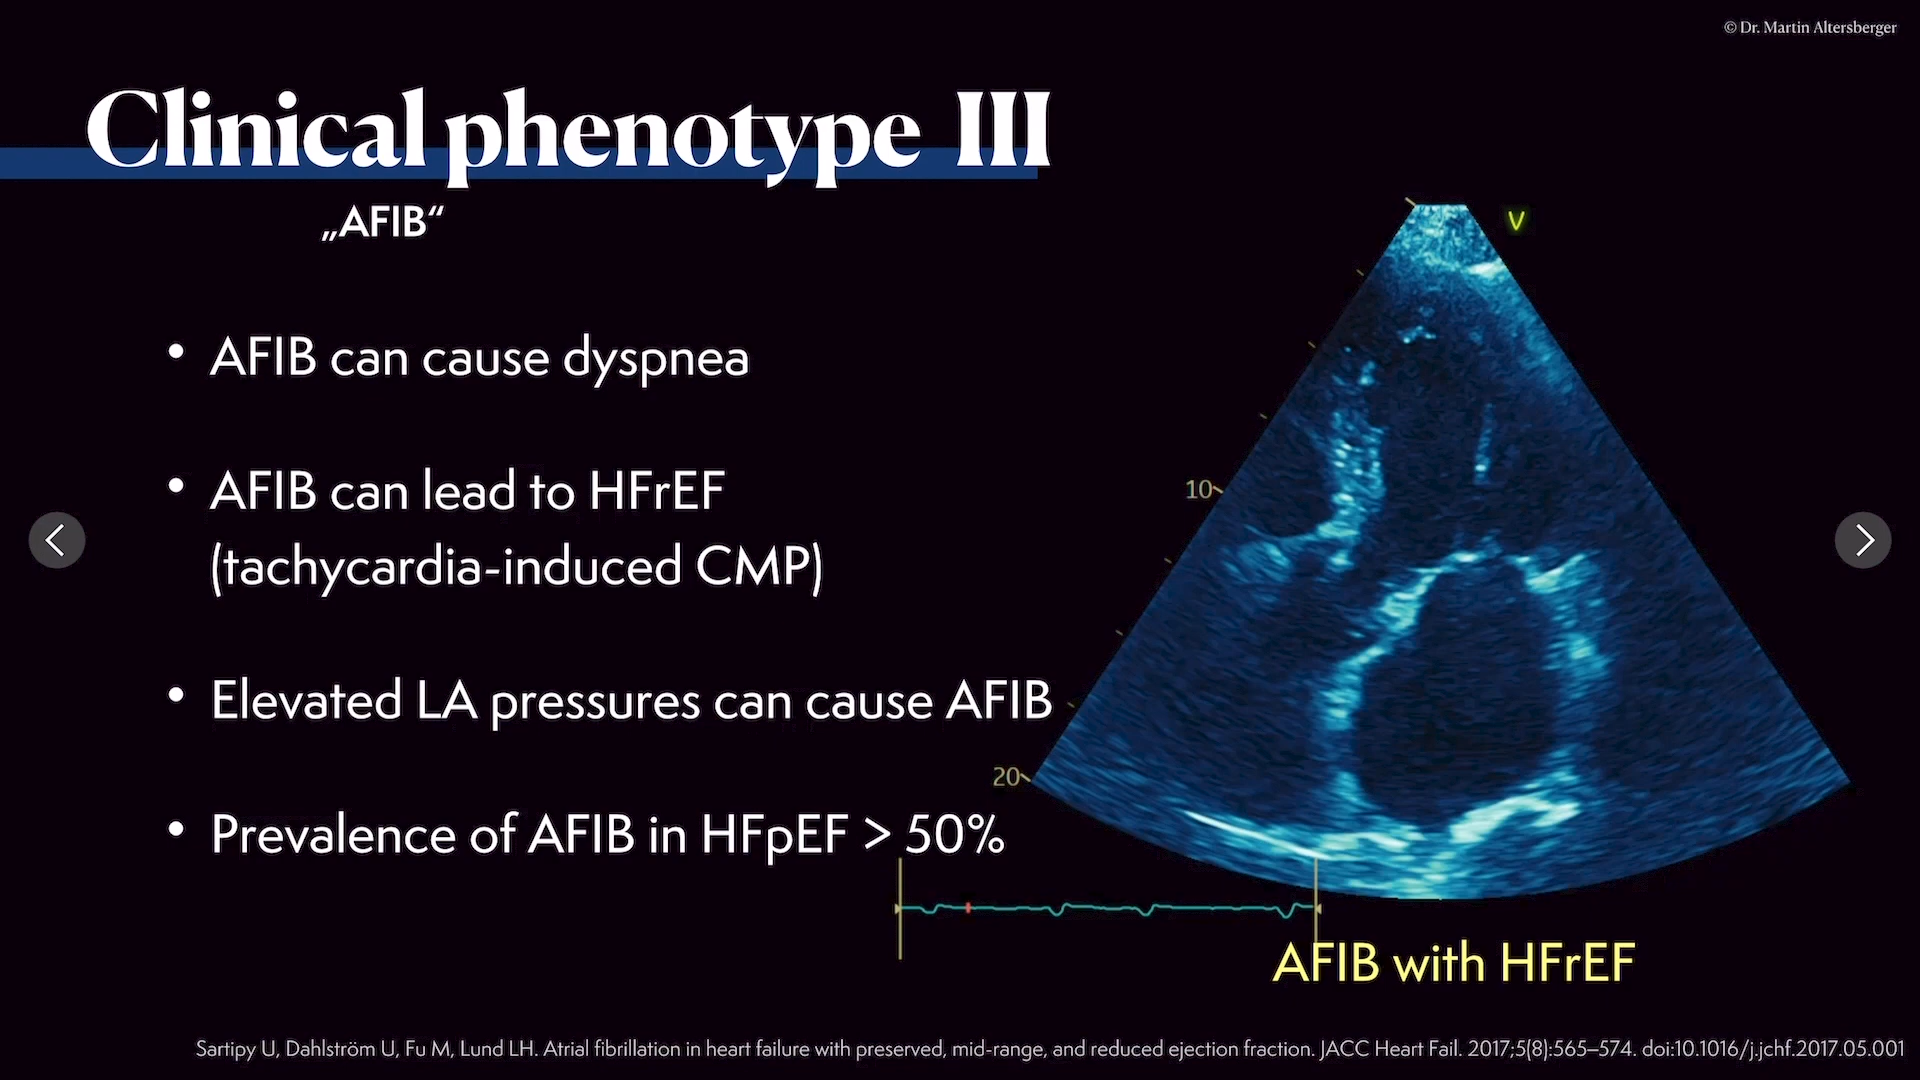 © Dr. Martin Altersberger
Clinical phenotype III
„AFIB“
V
• AFIB can cause dyspnea
• AFIB can lead to HFrEF
(tachycardia-induced CMP)
10
• Elevated LA pressures can cause AFIB
20
• Prevalence of AFIB in HFpEF > 50%
AFIB with HFrEF
Sartipy U, Dahlström U, Fu M, Lund LH. Atrial fibrillation in heart failure with preserved, mid-range, and reduced ejection fraction. JACC Heart Fail. 2017;5(8):565–574. doi:10.1016/j.jchf.2017.05.001